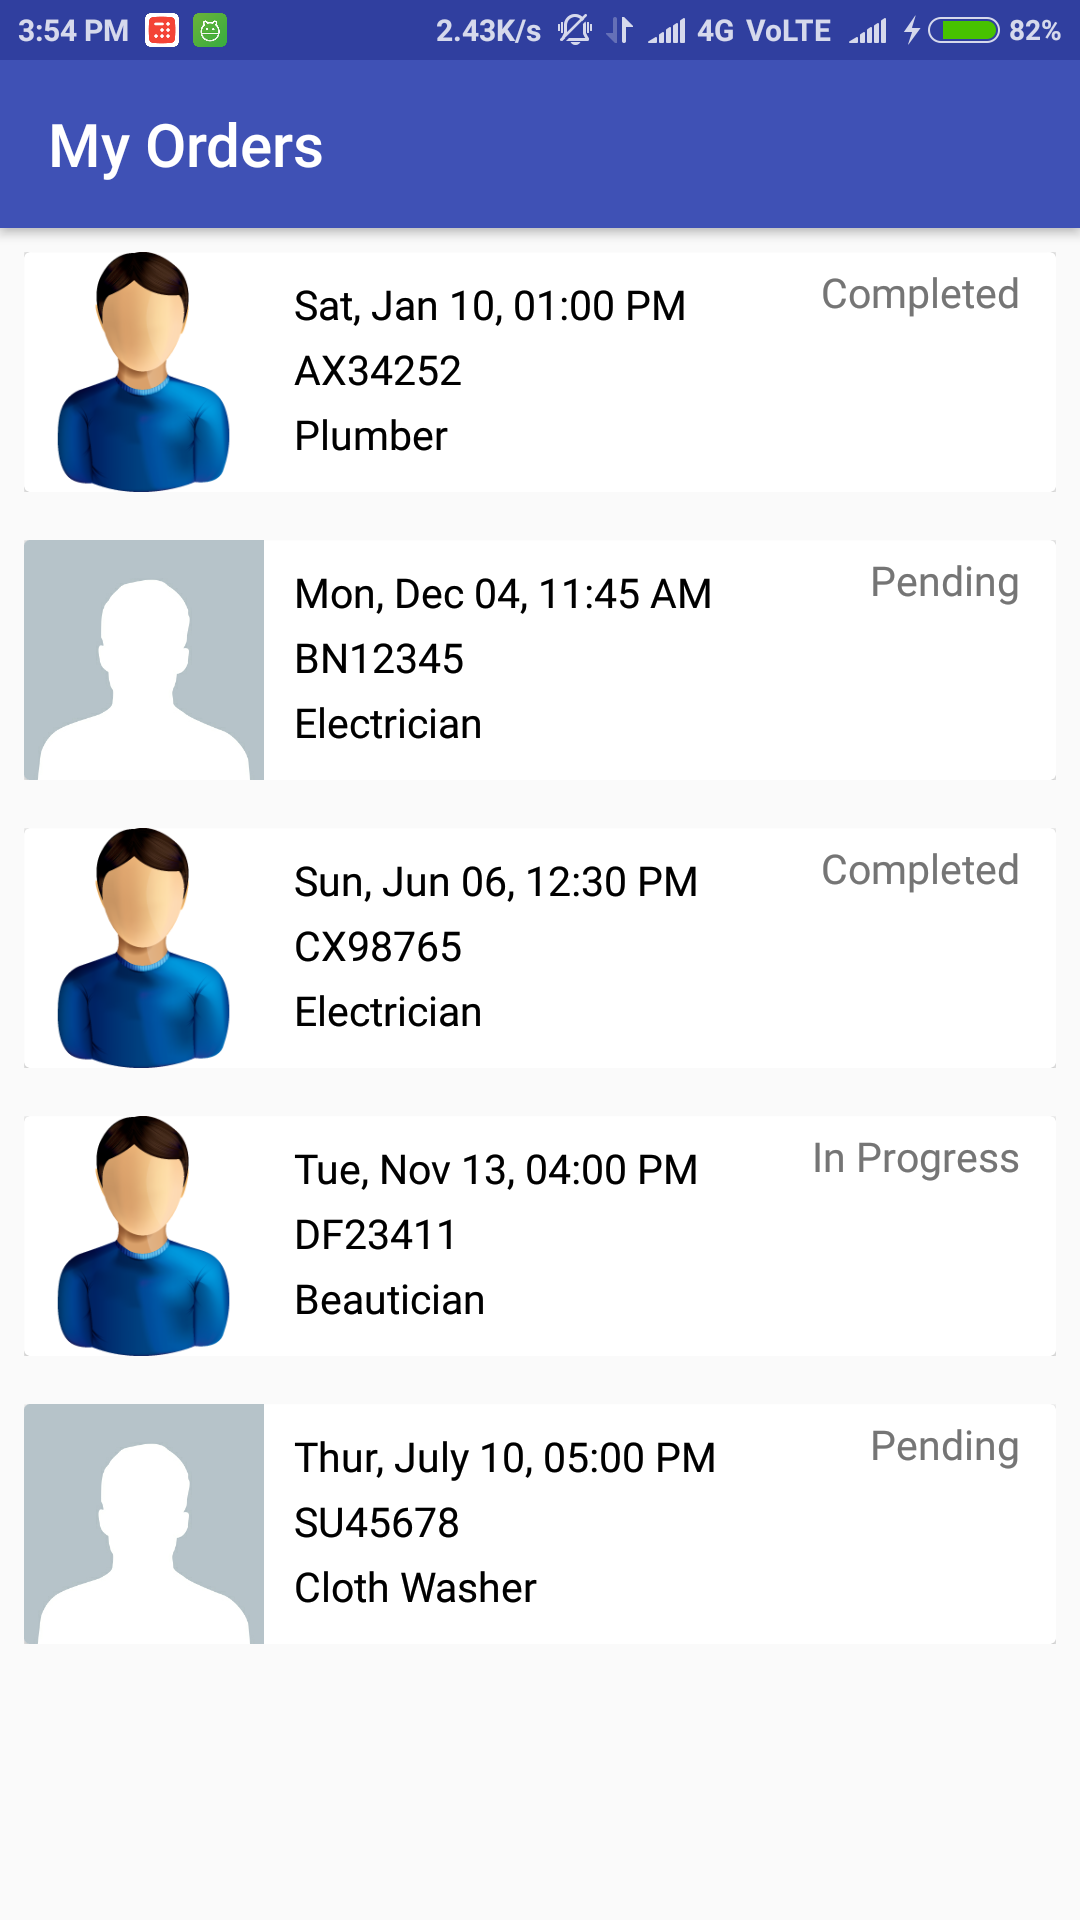 3:54 PM 2.43K/s 4G VoLTE 82%
My Orders
Sat, Jan 10, 01:00 PM Completed
AX34252
Plumber
Mon, Dec 04, 11:45 AM Pending
BN12345
Electrician
Sun, Jun 06, 12:30 PM Completed
CX98765
Electrician
Tue, Nov 13, 04:00 PM In Progress
DF23411
Beautician
Thur, July 10, 05:00 PM Pending
SU45678
Cloth Washer